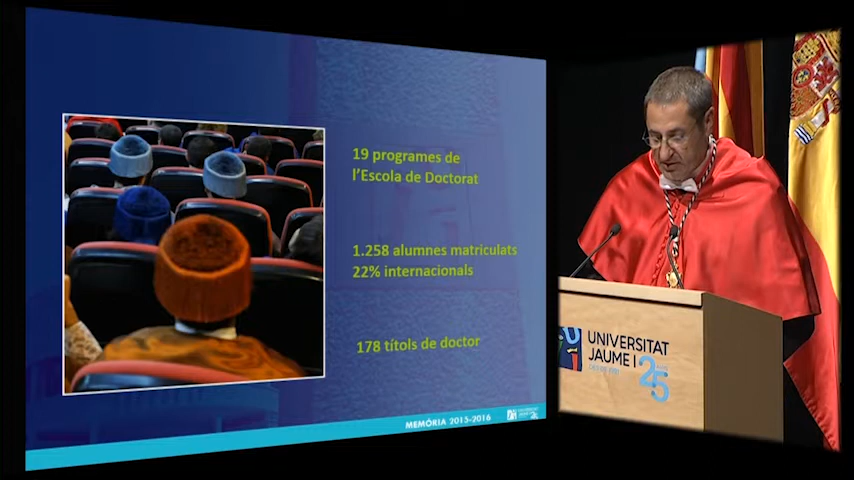 19 programes de
l'Escola de Doctorat
1.258 alumnes matriculats
22% internacionals
178 títols de doctor
MEMÒRIA 2015-2016
UNIVERSITAT
JAUME I
25